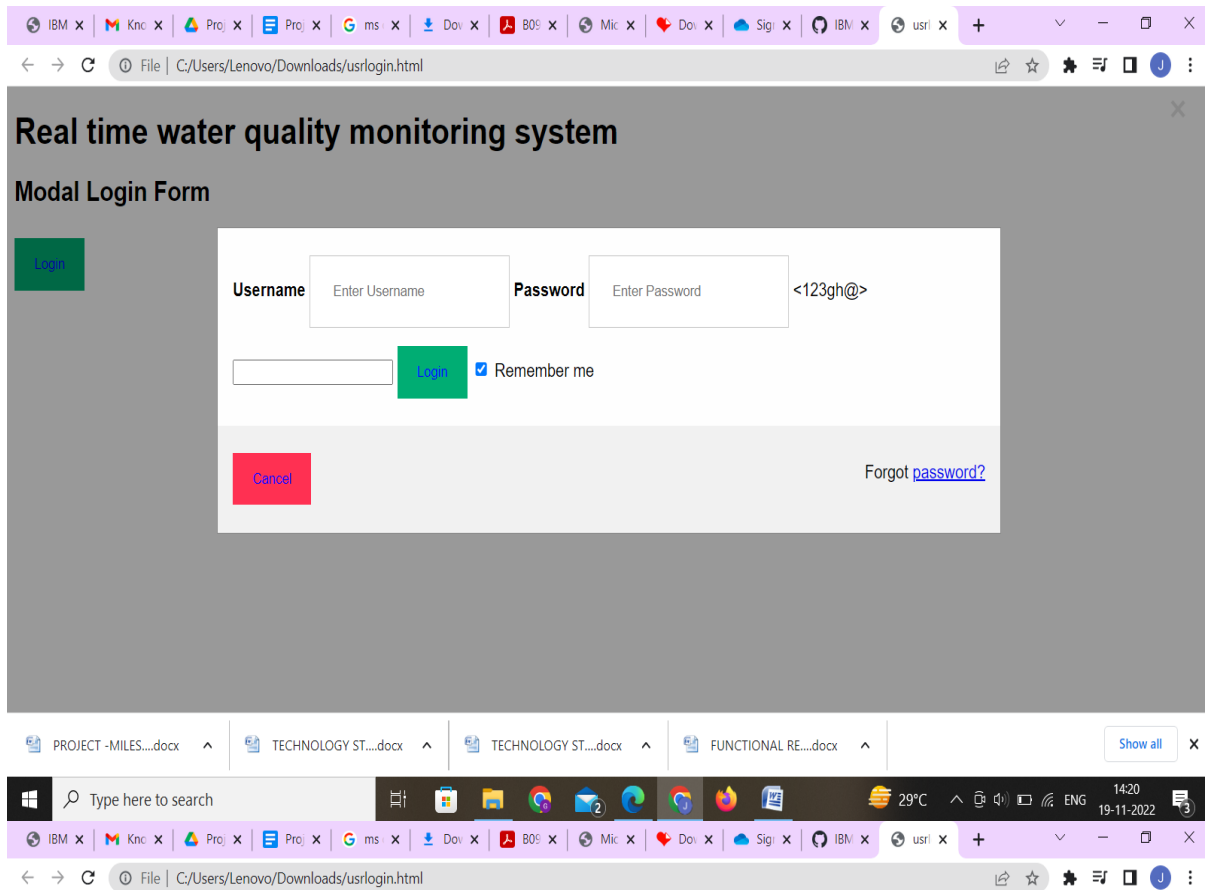 IBM Kno Proj Proj ms Dov B09 Mic Dov Sig IBM usrl
File C:/Users/Lenovo/Downloads/usrlogin.html J
Real time water quality monitoring system
Modal Login Form
Login
Username Enter Username Password Enter Password <123gh@>
Login Remember me
Cancel Forgot password?
PROJECT -MILES....docx TECHNOLOGY ST....docx TECHNOLOGY ST....docx FUNCTIONAL RE....docx Show all
Type here to search 29°C ENG 14:20
19-11-2022
IBM Kno Proj Proj ms Dov B09 Mic Dov Sig IBM usrl
File C:/Users/Lenovo/Downloads/usrlogin.html J